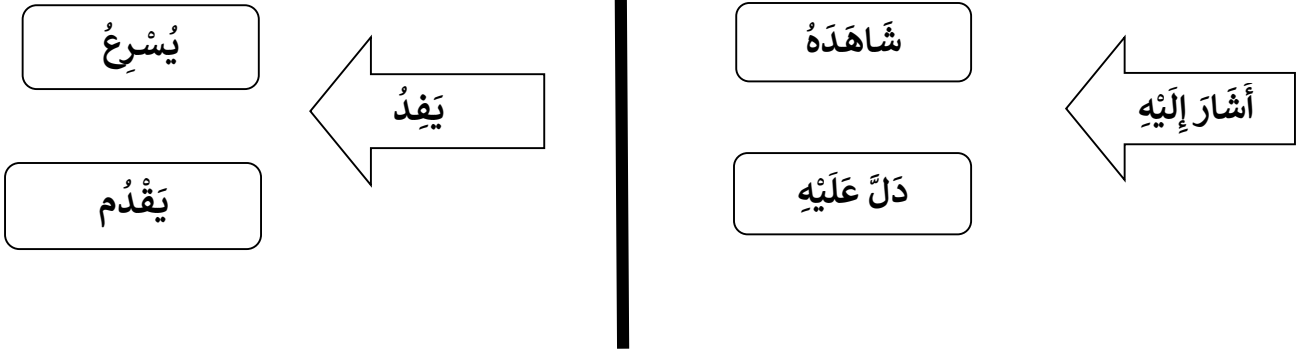 أَشَارَ إِلَيْهِ
شَاهَدَهُ
دَلَّ عَلَيْهِ
يَفِدُ
يُسْرِعُ
يَقْدُم